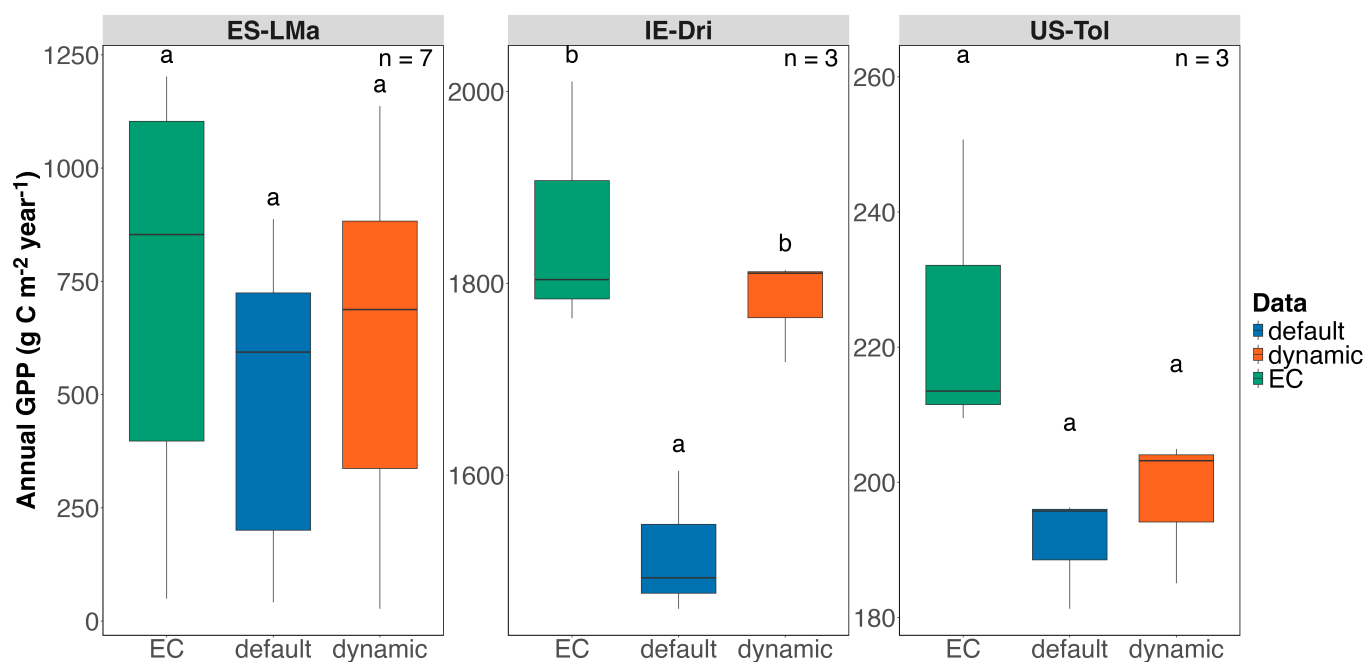 ES-LMa
IE-Dri
US-Tol
Annual GPP (g C m⁻² year⁻¹)
1250
1000
750
500
250
0
a
a
a
n = 7
EC
default
dynamic
2000
1800
1600
b
a
b
n = 3
EC
default
dynamic
260
240
220
200
180
a
a
a
n = 3
EC
default
dynamic
Data
default
dynamic
EC